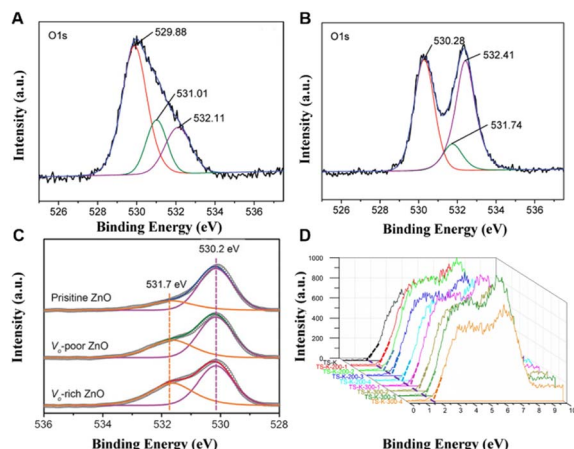 A
O1s
529.88
531.01
532.11
Intensity (a.u.)
526 528 530 532 534 536
Binding Energy (eV)
B
O1s
530.28
532.41
531.74
Intensity (a.u.)
526 528 530 532 534 536
Binding Energy (eV)
C
530.2 eV
531.7 eV
Prisitine ZnO
Vo-poor ZnO
Vo-rich ZnO
Intensity (a.u.)
536 534 532 530 528
Binding Energy (eV)
D
Intensity (a.u.)
1000
800
600
400
200
0
TS-K
TS-K-200-1
0 1 2 3 4 5 6 7 8 9 10
Binding Energy (eV)